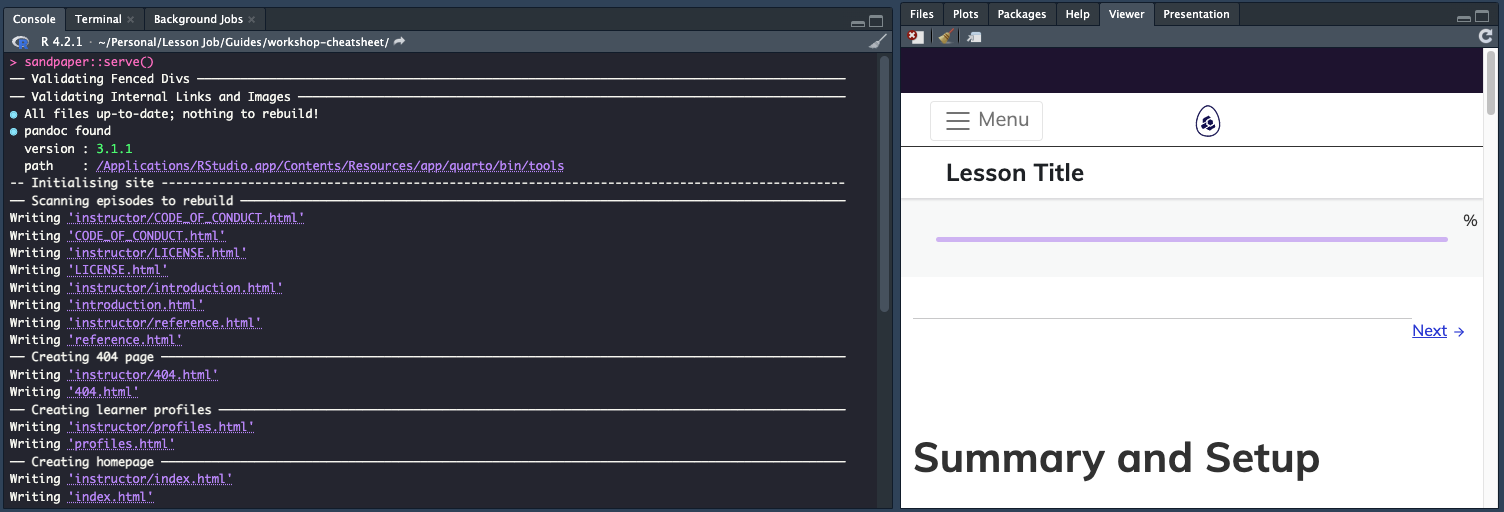 Console Terminal × Background Jobs ×
R 4.2.1 · ~/Personal/Lesson Job/Guides/workshop-cheatsheet/
> sandpaper::serve()
── Validating Fenced Divs ──
── Validating Internal Links and Images ──
● All files up-to-date; nothing to rebuild!
● pandoc found
version : 3.1.1
path : /Applications/RStudio.app/Contents/Resources/app/quarto/bin/tools
-- Initialising site --
── Scanning episodes to rebuild ──
Writing 'instructor/CODE_OF_CONDUCT.html'
Writing 'CODE_OF_CONDUCT.html'
Writing 'instructor/LICENSE.html'
Writing 'LICENSE.html'
Writing 'instructor/introduction.html'
Writing 'introduction.html'
Writing 'instructor/reference.html'
Writing 'reference.html'
── Creating 404 page ──
Writing 'instructor/404.html'
Writing '404.html'
── Creating learner profiles ──
Writing 'instructor/profiles.html'
Writing 'profiles.html'
── Creating homepage ──
Writing 'instructor/index.html'
Writing 'index.html'
Files Plots Packages Help Viewer Presentation
Menu
Lesson Title
%
Next →
Summary and Setup